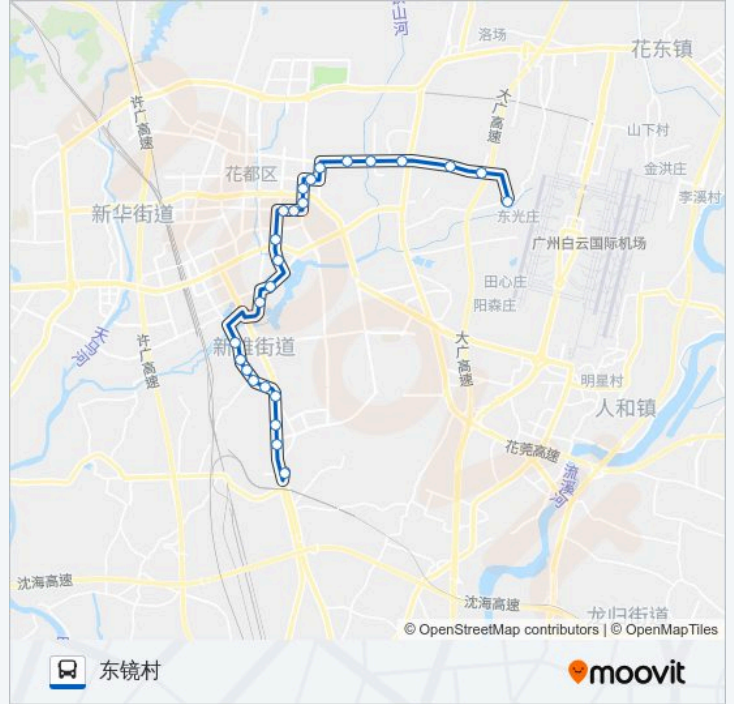 洛场
花东镇
许广高速
大广高速
山下村
花都区
金洪庄
李溪村
新华街道
东光庄
广州白云国际机场
田心庄
阳森庄
天马河
许广高速
新雅街道
大广高速
明星村
人和镇
花莞高速
流溪河
沈海高速
沈海高速
龙归街道
© OpenStreetMap contributors | © OpenMapTiles
东镜村
moovit